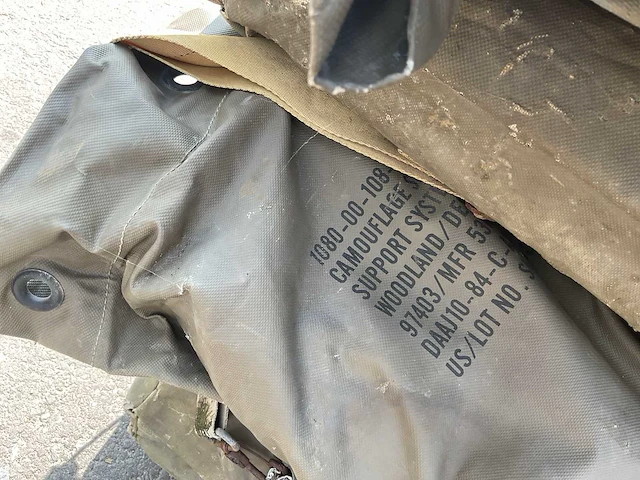 1080-00-108-
CAMOUFLAGE S
SUPPORT SYST
WOODLAND/DE
97403/MFR 53
DAAJ10-84-C-
US/LOT NO. S